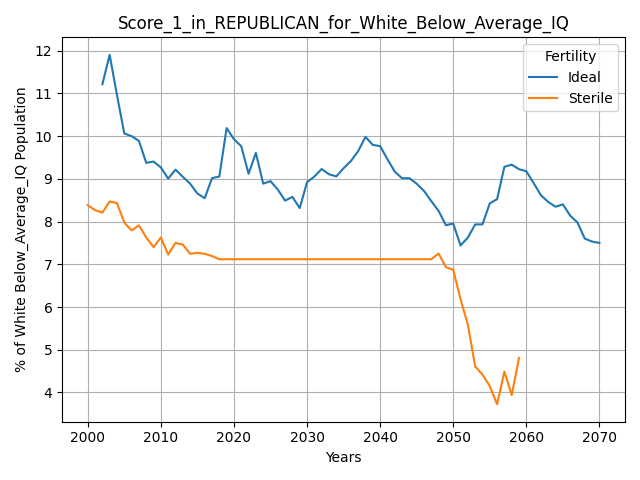 Score_1_in_REPUBLICAN_for_White_Below_Average_IQ
Fertility
Ideal
Sterile
% of White Below_Average_IQ Population
12
11
10
9
8
7
6
5
4
2000 2010 2020 2030 2040 2050 2060 2070
Years